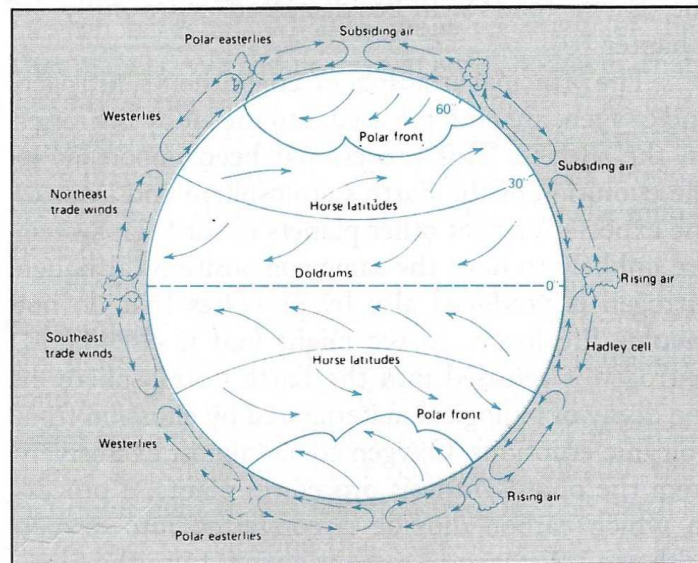 Subsiding air
Polar easterlies
60°
Westerlies
Polar front
Subsiding air
30°
Northeast
trade winds
Horse latitudes
Doldrums
0°
Rising air
Southeast
trade winds
Horse latitudes
Hadley cell
Polar front
Westerlies
Rising air
Polar easterlies